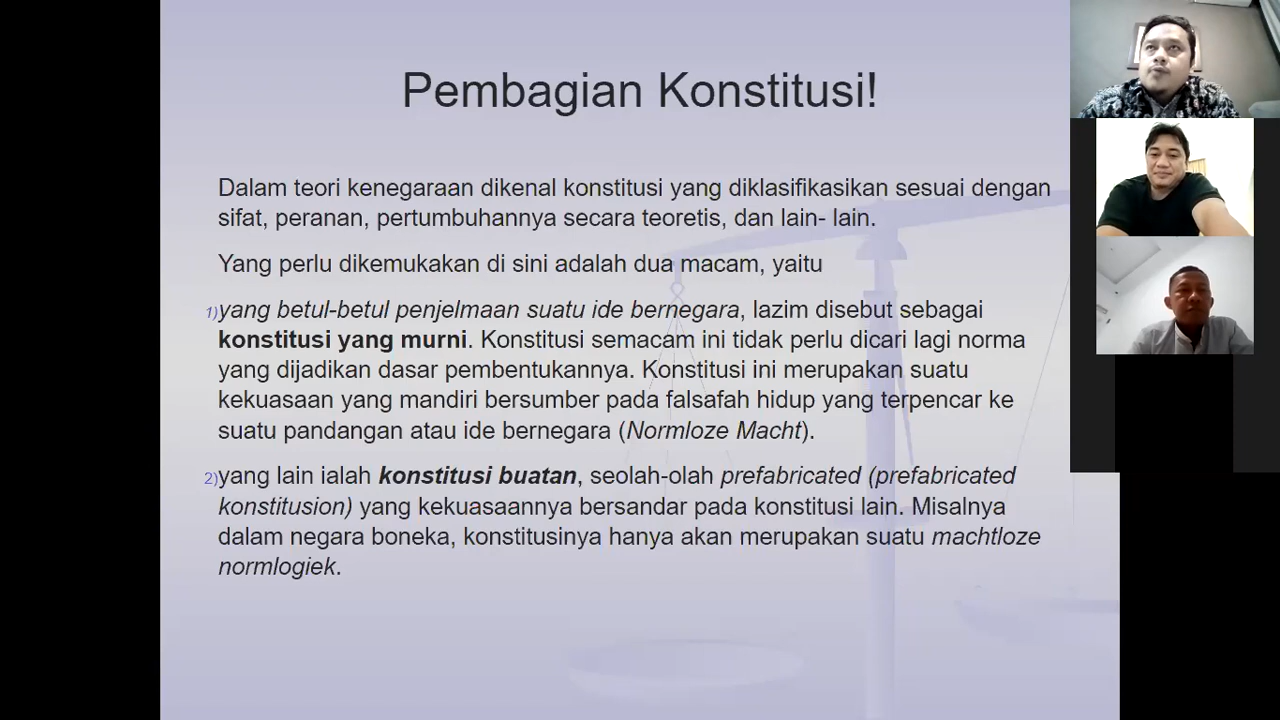 Pembagian Konstitusi!
Dalam teori kenegaraan dikenal konstitusi yang diklasifikasikan sesuai dengan
sifat, peranan, pertumbuhannya secara teoretis, dan lain- lain.
Yang perlu dikemukakan di sini adalah dua macam, yaitu
1)yang betul-betul penjelmaan suatu ide bernegara, lazim disebut sebagai
konstitusi yang murni. Konstitusi semacam ini tidak perlu dicari lagi norma
yang dijadikan dasar pembentukannya. Konstitusi ini merupakan suatu
kekuasaan yang mandiri bersumber pada falsafah hidup yang terpencar ke
suatu pandangan atau ide bernegara (Normloze Macht).
2)yang lain ialah konstitusi buatan, seolah-olah prefabricated (prefabricated
konstitusion) yang kekuasaannya bersandar pada konstitusi lain. Misalnya
dalam negara boneka, konstitusinya hanya akan merupakan suatu machtloze
normlogiek.